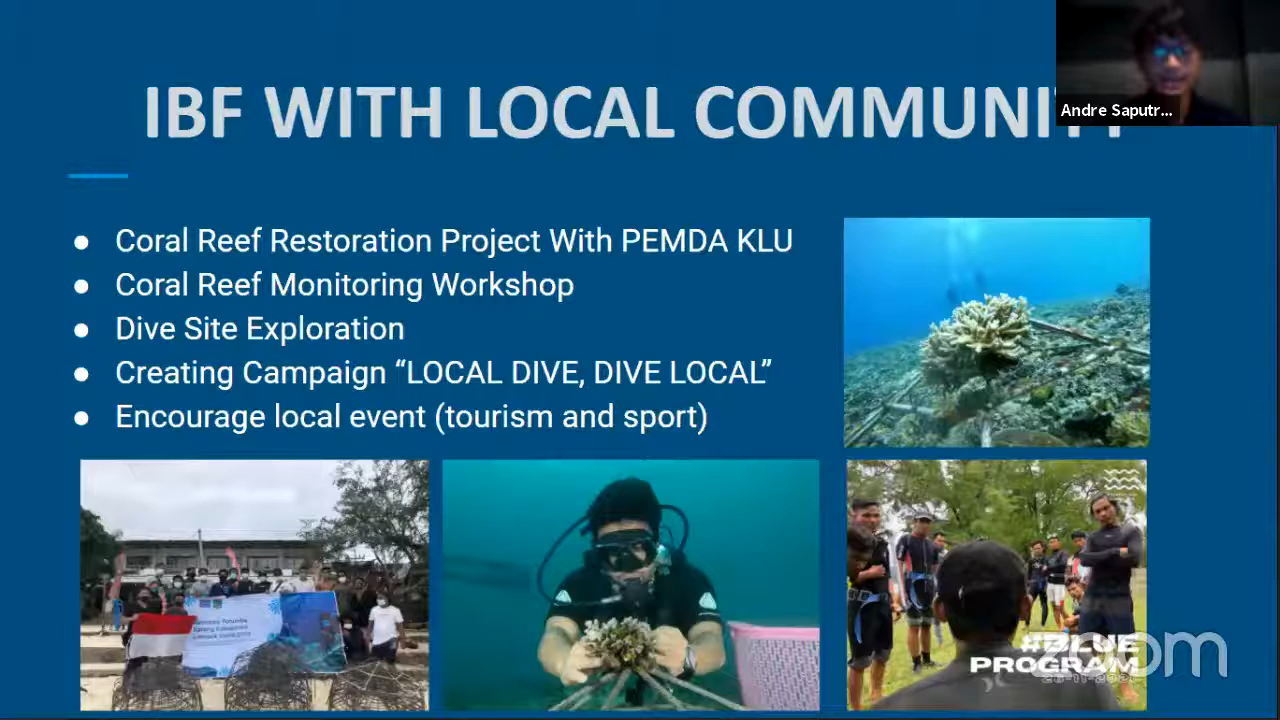 IBF WITH LOCAL COMMUNITY
Andre Saputr...
● Coral Reef Restoration Project With PEMDA KLU
● Coral Reef Monitoring Workshop
● Dive Site Exploration
● Creating Campaign “LOCAL DIVE, DIVE LOCAL”
● Encourage local event (tourism and sport)
#BLUE
PROGRAM
zoom